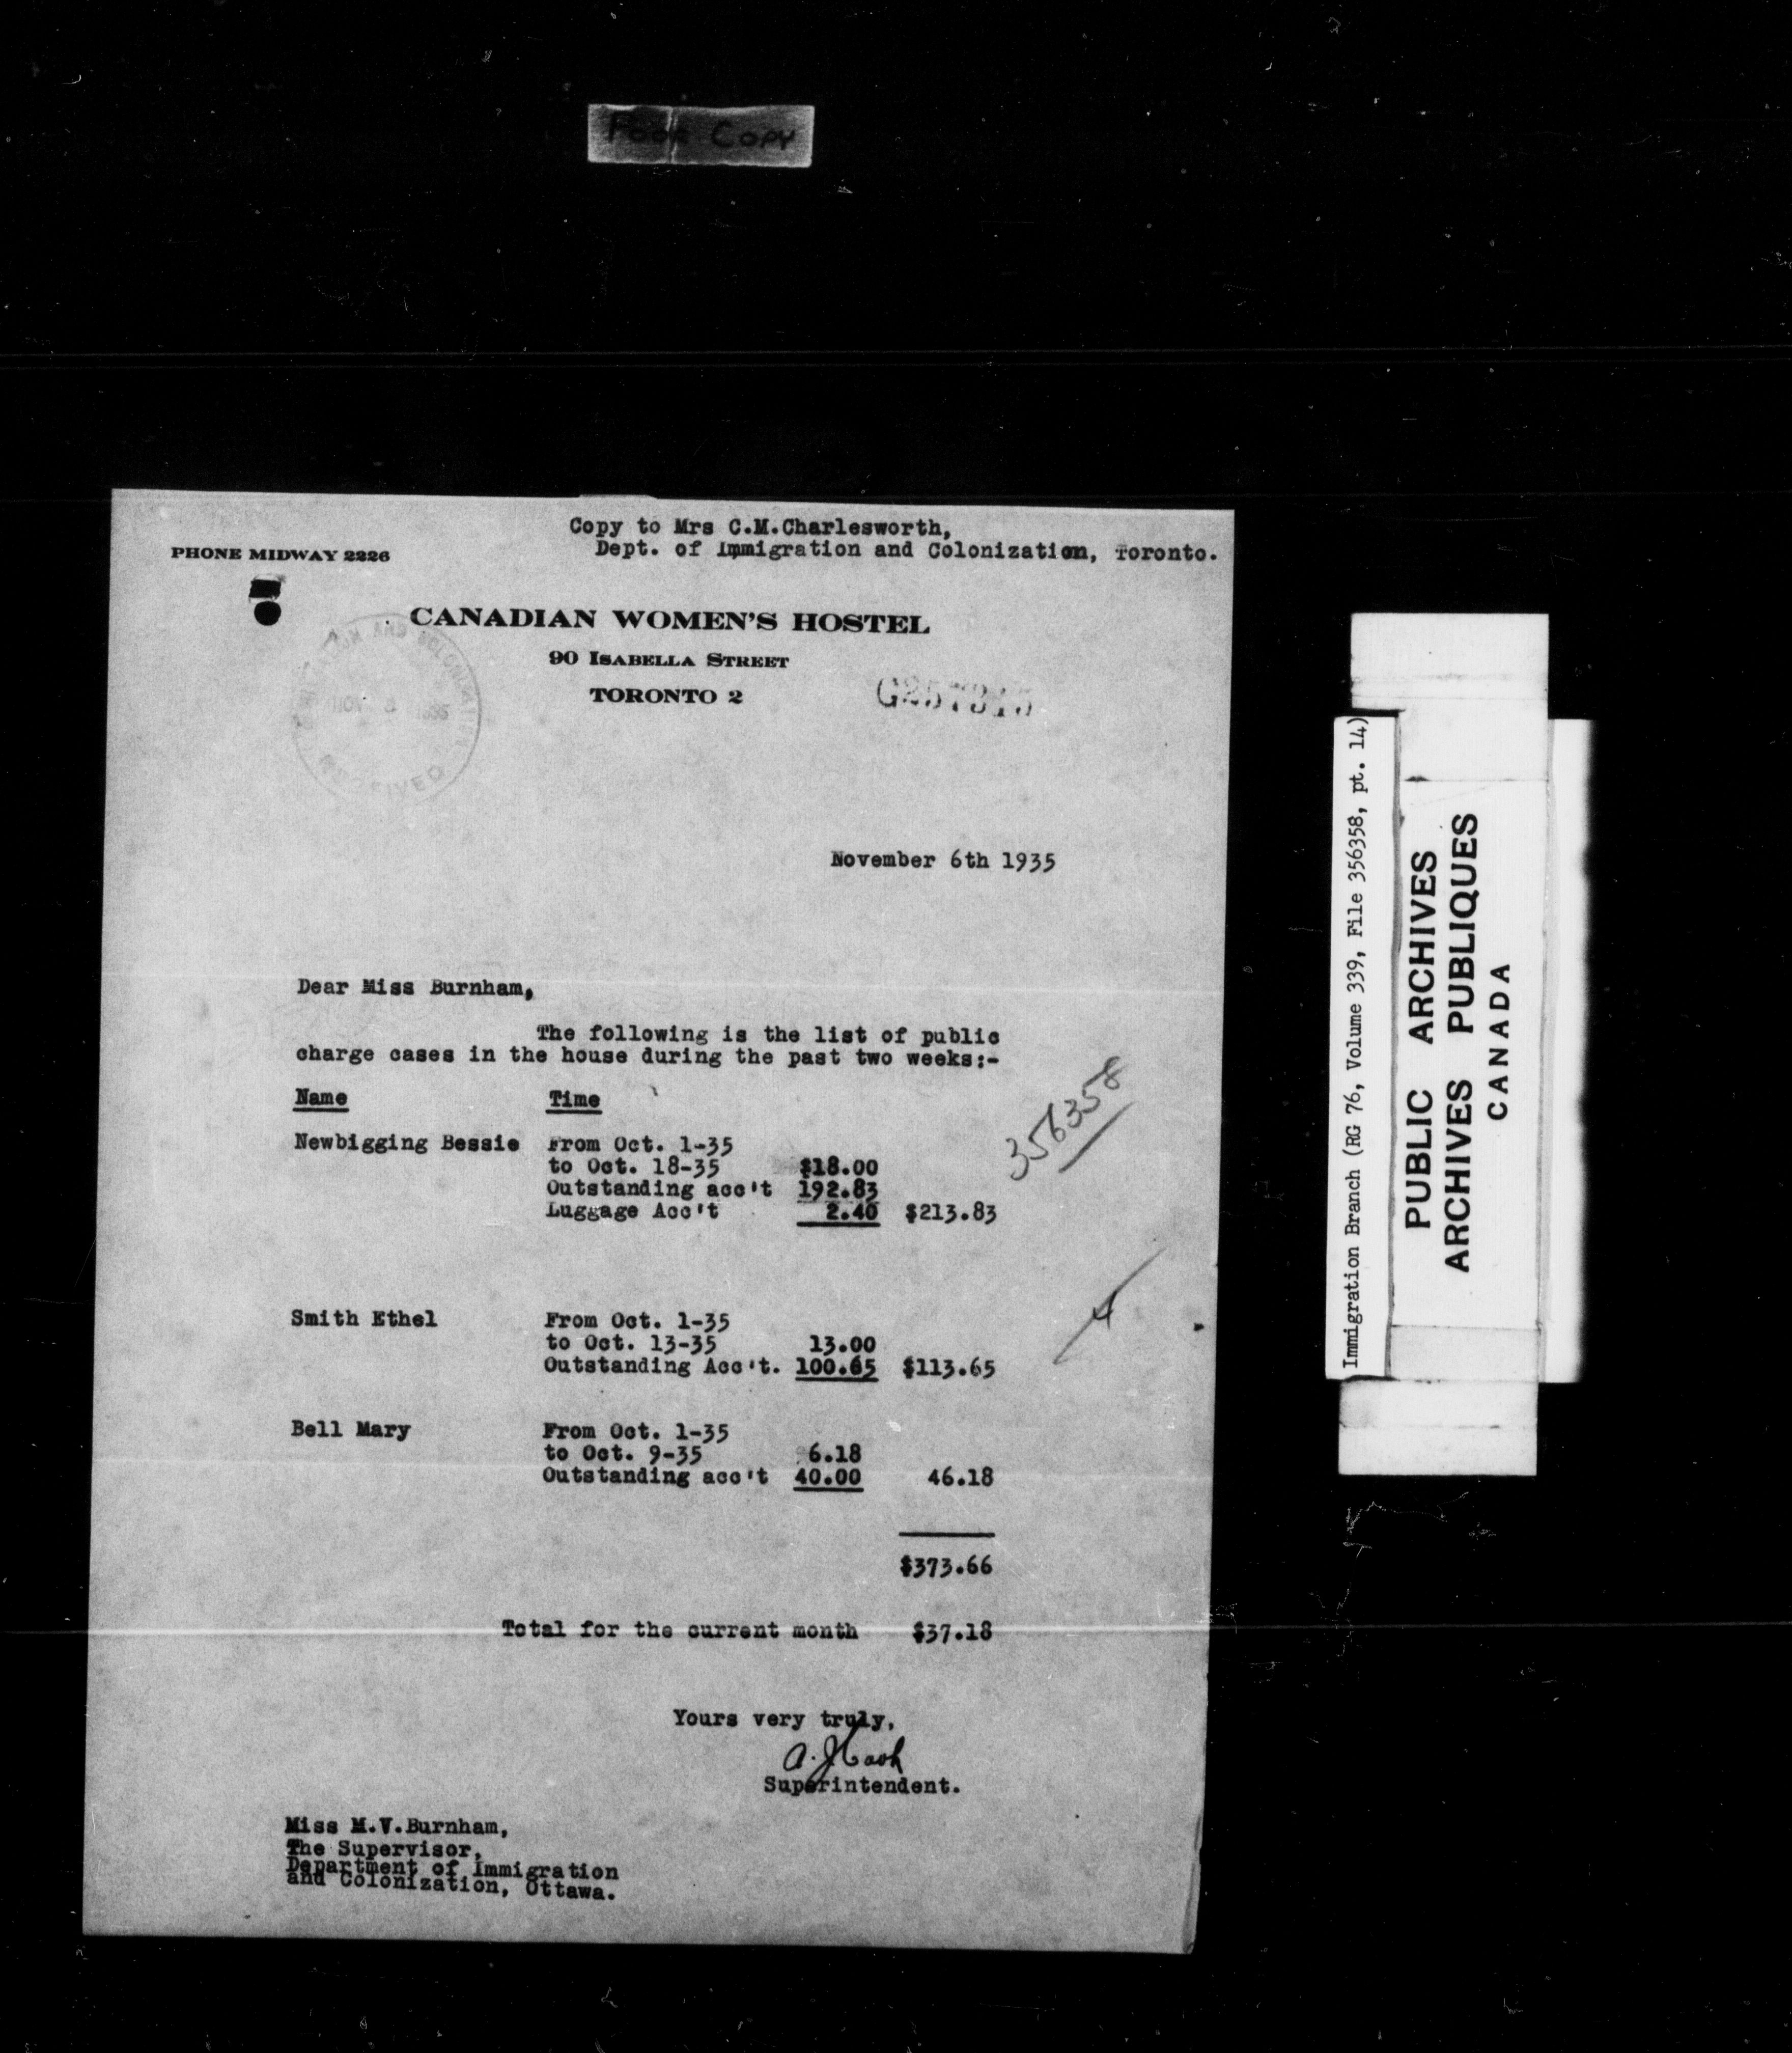 Poor Copy
Copy to Mrs C.M.Charlesworth,
Dept. of Immigration and Colonization, Toronto.
PHONE MIDWAY 2226
CANADIAN WOMEN'S HOSTEL
90 ISABELLA STREET
TORONTO 2
NOV 1935
November 6th 1935
Dear Miss Burnham,
The following is the list of public
charge cases in the house during the past two weeks:-
Name Time
Newbigging Bessie From Oct. 1-35
to Oct. 18-35 $18.00
Outstanding acc't 192.83
Luggage Acc't 2.40 $213.83
356358
Smith Ethel From Oct. 1-35
to Oct. 13-35 13.00
Outstanding Acc't. 100.65 $113.65
Bell Mary From Oct. 1-35
to Oct. 9-35 6.18
Outstanding acc't 40.00 46.18
$373.66
Total for the current month $37.18
Yours very truly,
Superintendent.
Miss M.V.Burnham,
The Supervisor,
Department of Immigration
and Colonization, Ottawa.
Immigration Branch (RG 76, Volume 339, File 356358, pt. 14)
PUBLIC ARCHIVES
ARCHIVES PUBLIQUES
CANADA